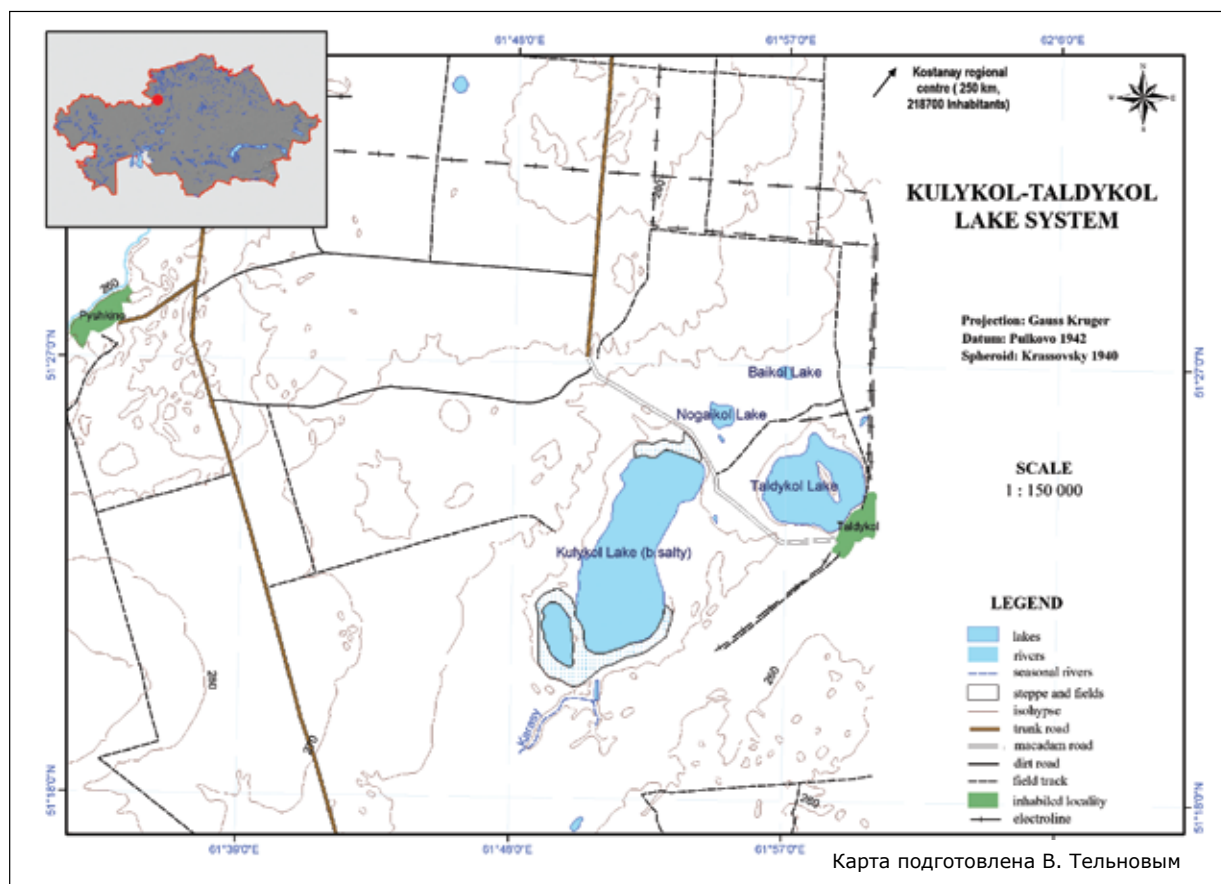 61°48'0"E
61°57'0"E
62°6'0"E
Kostanay regional
centre ( 250 km,
218700 Inhabitants)
N
W
E
S
KULYKOL-TALDYKOL
LAKE SYSTEM
260
260
Pyshkino
Projection: Gauss Kruger
Datum: Pulkovo 1942
Spheroid: Krassovsky 1940
51°27'0"N
51°27'0"N
Baikol Lake
Nogaikol Lake
SCALE
1 : 150 000
Taldykol Lake
Taldykol
Kulykol Lake (b.salty)
LEGEND
lakes
rivers
seasonal rivers
steppe and fields
isohypse
trunk road
macadam road
dirt road
field track
inhabiled locality
electroline
260
260
Karasy
51°18'0"N
51°18'0"N
260
61°39'0"E
61°48'0"E
61°57'0"E
Карта подготовлена В. Тельновым